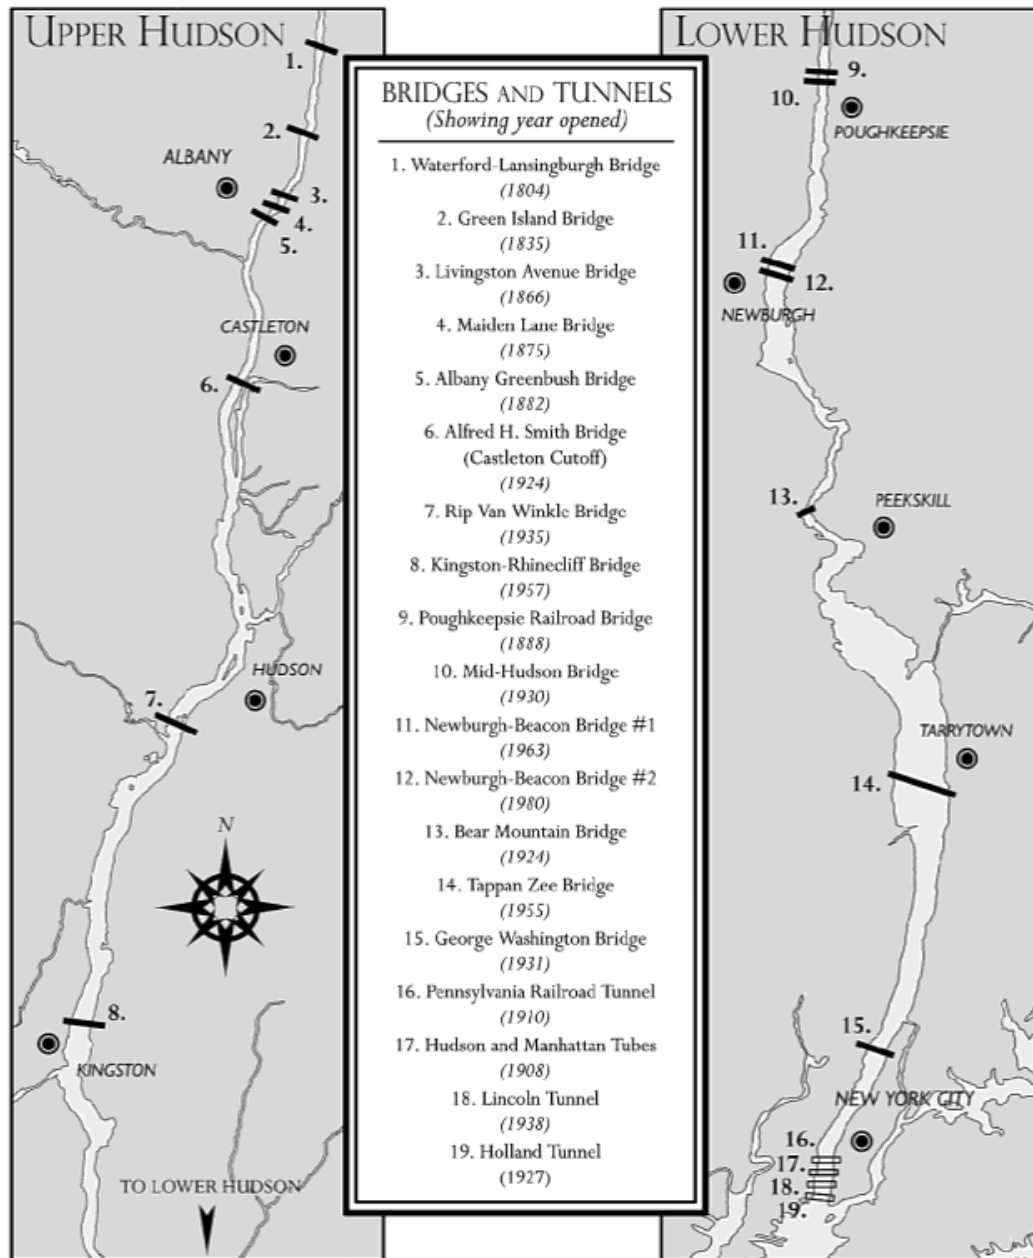 UPPER HUDSON
1.
2.
ALBANY
3.
4.
5.
CASTLETON
6.
HUDSON
7.
N
8.
KINGSTON
TO LOWER HUDSON
BRIDGES AND TUNNELS
(Showing year opened)
1. Waterford-Lansingburgh Bridge
(1804)
2. Green Island Bridge
(1835)
3. Livingston Avenue Bridge
(1866)
4. Maiden Lane Bridge
(1875)
5. Albany Greenbush Bridge
(1882)
6. Alfred H. Smith Bridge
(Castleton Cutoff)
(1924)
7. Rip Van Winkle Bridge
(1935)
8. Kingston-Rhinecliff Bridge
(1957)
9. Poughkeepsie Railroad Bridge
(1888)
10. Mid-Hudson Bridge
(1930)
11. Newburgh-Beacon Bridge #1
(1963)
12. Newburgh-Beacon Bridge #2
(1980)
13. Bear Mountain Bridge
(1924)
14. Tappan Zee Bridge
(1955)
15. George Washington Bridge
(1931)
16. Pennsylvania Railroad Tunnel
(1910)
17. Hudson and Manhattan Tubes
(1908)
18. Lincoln Tunnel
(1938)
19. Holland Tunnel
(1927)
LOWER HUDSON
9.
10.
POUGHKEEPSIE
11.
12.
NEWBURGH
13.
PEEKSKILL
TARRYTOWN
14.
15.
NEW YORK CITY
16.
17.
18.
19.